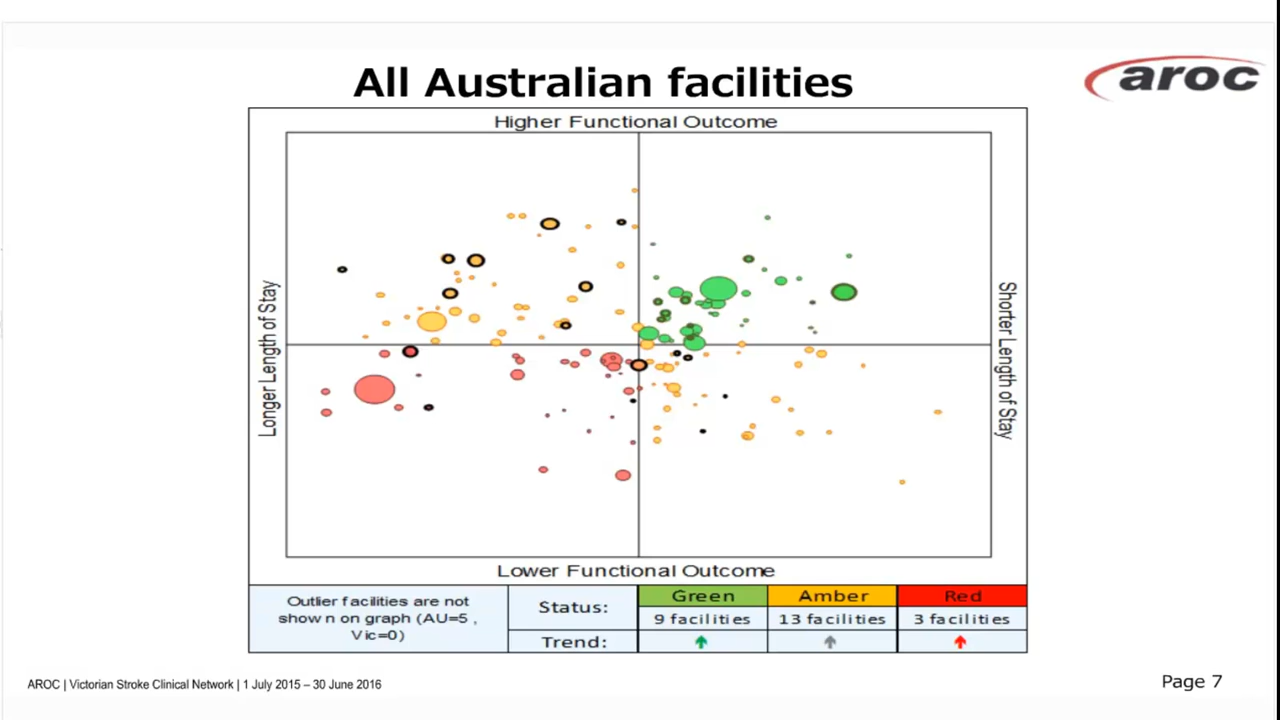 All Australian facilities
aroc
Higher Functional Outcome
Longer Length of Stay
Shorter Length of Stay
Lower Functional Outcome
Outlier facilities are not
shown on graph (AU=5 ,
Vic=0)
Status:
Green
Amber
Red
9 facilities
13 facilities
3 facilities
Trend:
AROC | Victorian Stroke Clinical Network | 1 July 2015 – 30 June 2016
Page 7